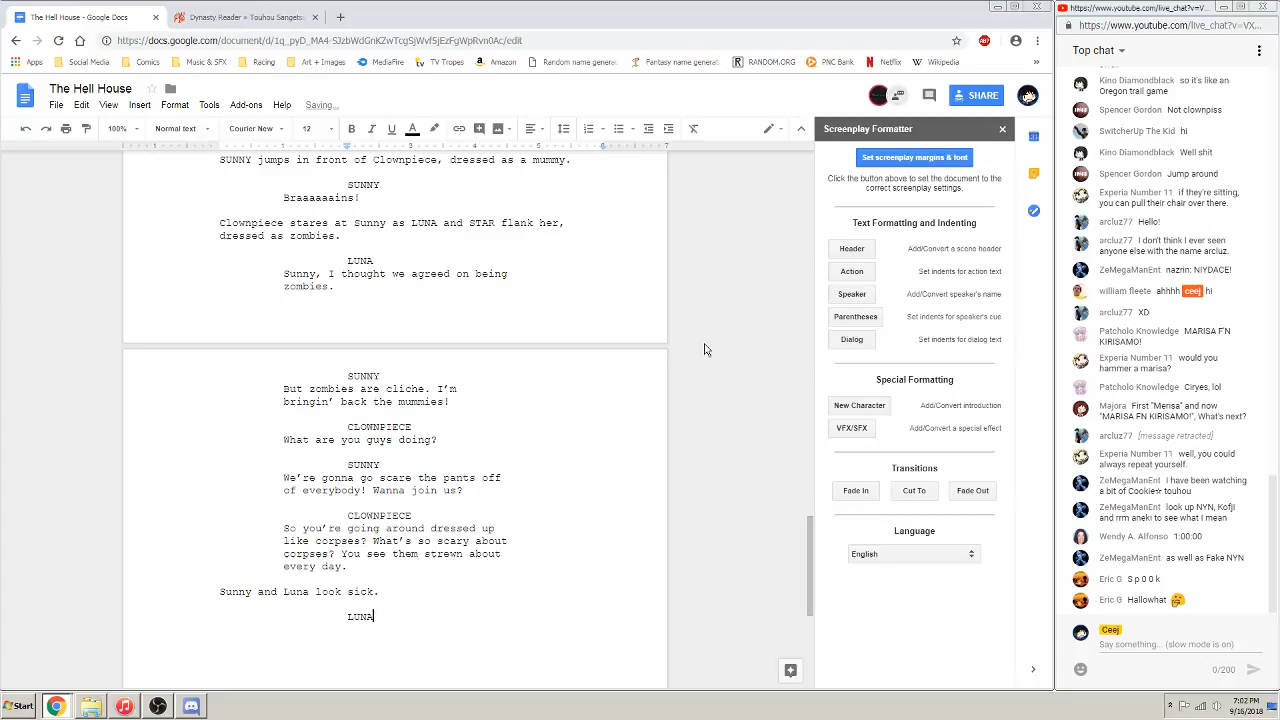 The Hell House - Google Docs
Dynasty Reader » Touhou Sangets
https://www.youtube.com/live_chat?v=V...
https://www.youtube.com/live_chat?v=VX...
Apps
Social Media
Comics
Music & SFX
Racing
Art + Images
MediaFire
TV Tropes
Amazon
Random name genera
Fantasy name generat
RANDOM.ORG
PNC Bank
Netflix
Wikipedia
The Hell House
File Edit View Insert Format Tools Add-ons Help Saving...
SHARE
100% Normal text Courier New 12
SUNNY jumps in front of Clownpiece, dressed as a mummy.
SUNNY
Braaaaains!
Clownpiece stares at Sunny as LUNA and STAR flank her,
dressed as zombies.
LUNA
Sunny, I thought we agreed on being
zombies.
SUNNY
But zombies are cliche. I'm
bringin' back the mummies!
CLOWNPIECE
What are you guys doing?
SUNNY
We're gonna go scare the pants off
of everybody! Wanna join us?
CLOWNPIECE
So you're going around dressed up
like corpses? What's so scary about
corpses? You see them strewn about
every day.
Sunny and Luna look sick.
LUNA
Screenplay Formatter
Set screenplay margins & font
Click the button above to set the document to the
correct screenplay settings.
Text Formatting and Indenting
Header Add/Convert a scene header
Action Set indents for action text
Speaker Add/Convert speaker's name
Parentheses Set indents for speaker's cue
Dialog Set indents for dialog text
Special Formatting
New Character Add/Convert introduction
VFX/SFX Add/Convert a special effect
Transitions
Fade In Cut To Fade Out
Language
English
Top chat
Kino Diamondblack so it's like an
Oregon trail game
Spencer Gordon Not clownpiss
SwitcherUp The Kid hi
Kino Diamondblack Well shit
Spencer Gordon Jump around
Experia Number 11 if they're sitting,
you can pull their chair over there.
arcluz77 Hello!
arcluz77 I don't think I ever seen
anyone else with the name arcluz.
ZeMegaManEnt nazrin: NIYDACE!
william fleete ahhhh ceej hi
arcluz77 XD
Patcholo Knowledge MARISA F'N
KIRISAMO!
Experia Number 11 would you
hammer a marisa?
Patcholo Knowledge Ciryes, lol
Majora First "Merisa" and now
"MARISA FN KIRISAMO!", What's next?
arcluz77 [message retracted]
Experia Number 11 well, you could
always repeat yourself.
ZeMegaManEnt I have been watching
a bit of Cookie☆ touhou
ZeMegaManEnt look up NYN, Kofji
and rrm aneki to see what I mean
Wendy A. Alfonso 1:00:00
ZeMegaManEnt as well as Fake NYN
Eric G S p 0 0 k
Eric G Hallowhat 🤔
Ceej
Say something... (slow mode is on)
0/200
Start
7:02 PM
9/16/2018